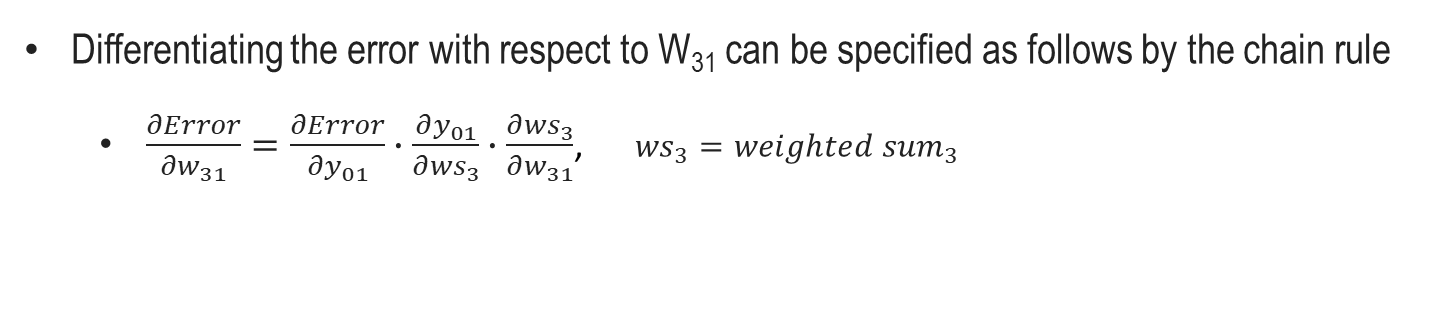 • Differentiating the error with respect to W₃₁ can be specified as follows by the chain rule
• ∂Error/∂w₃₁ = ∂Error/∂y₀₁ · ∂y₀₁/∂ws₃ · ∂ws₃/∂w₃₁, ws₃ = weighted sum₃